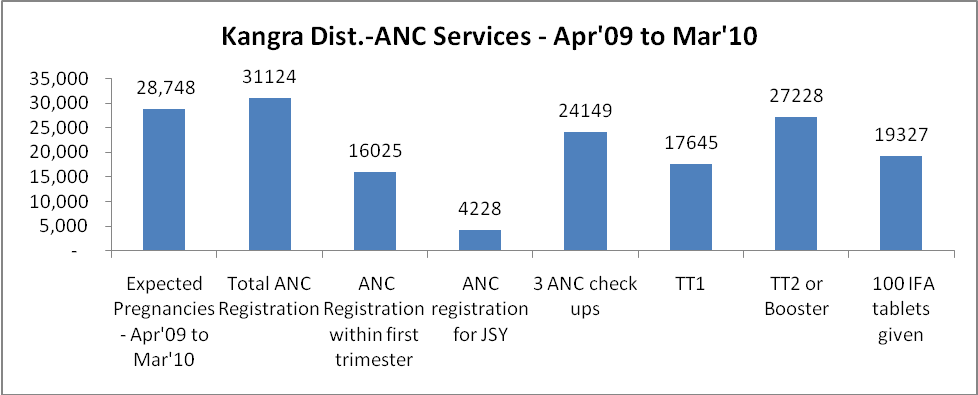 Kangra Dist.-ANC Services - Apr'09 to Mar'10
35,000
30,000
25,000
20,000
15,000
10,000
5,000
-
28,748
31124
16025
4228
24149
17645
27228
19327
Expected
Pregnancies
- Apr'09 to
Mar'10
Total ANC
Registration
ANC
Registration
within first
trimester
ANC
registration
for JSY
3 ANC check
ups
TT1
TT2 or
Booster
100 IFA
tablets
given